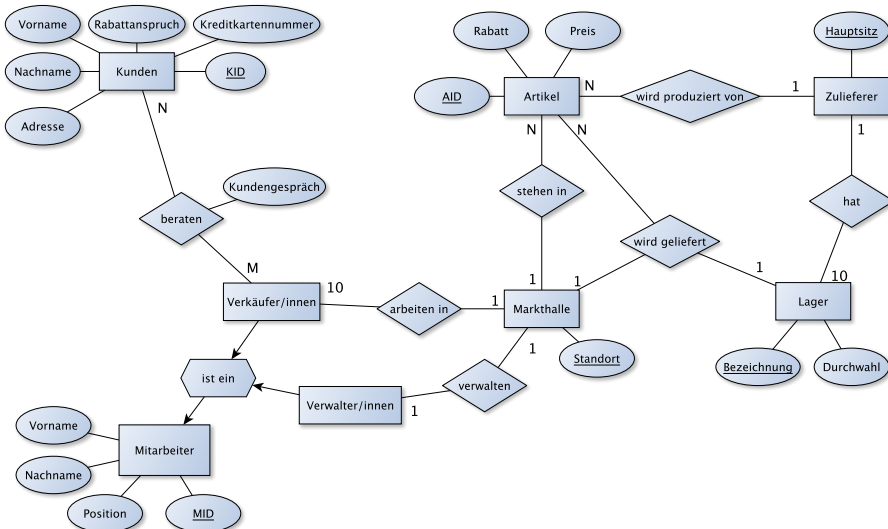 Vorname
Rabattanspruch
Kreditkartennummer
Nachname
Kunden
KID
Adresse
N
Kundengespräch
beraten
M
Verkäufer/innen
10
arbeiten in
1
Rabatt
Preis
Hauptsitz
AID
Artikel
N
wird produziert von
1
Zulieferer
N
N
1
stehen in
hat
wird geliefert
1
1
1
10
Markthalle
Lager
1
Standort
Bezeichnung
Durchwahl
ist ein
verwalten
Verwalter/innen
1
Vorname
Mitarbeiter
Nachname
Position
MID